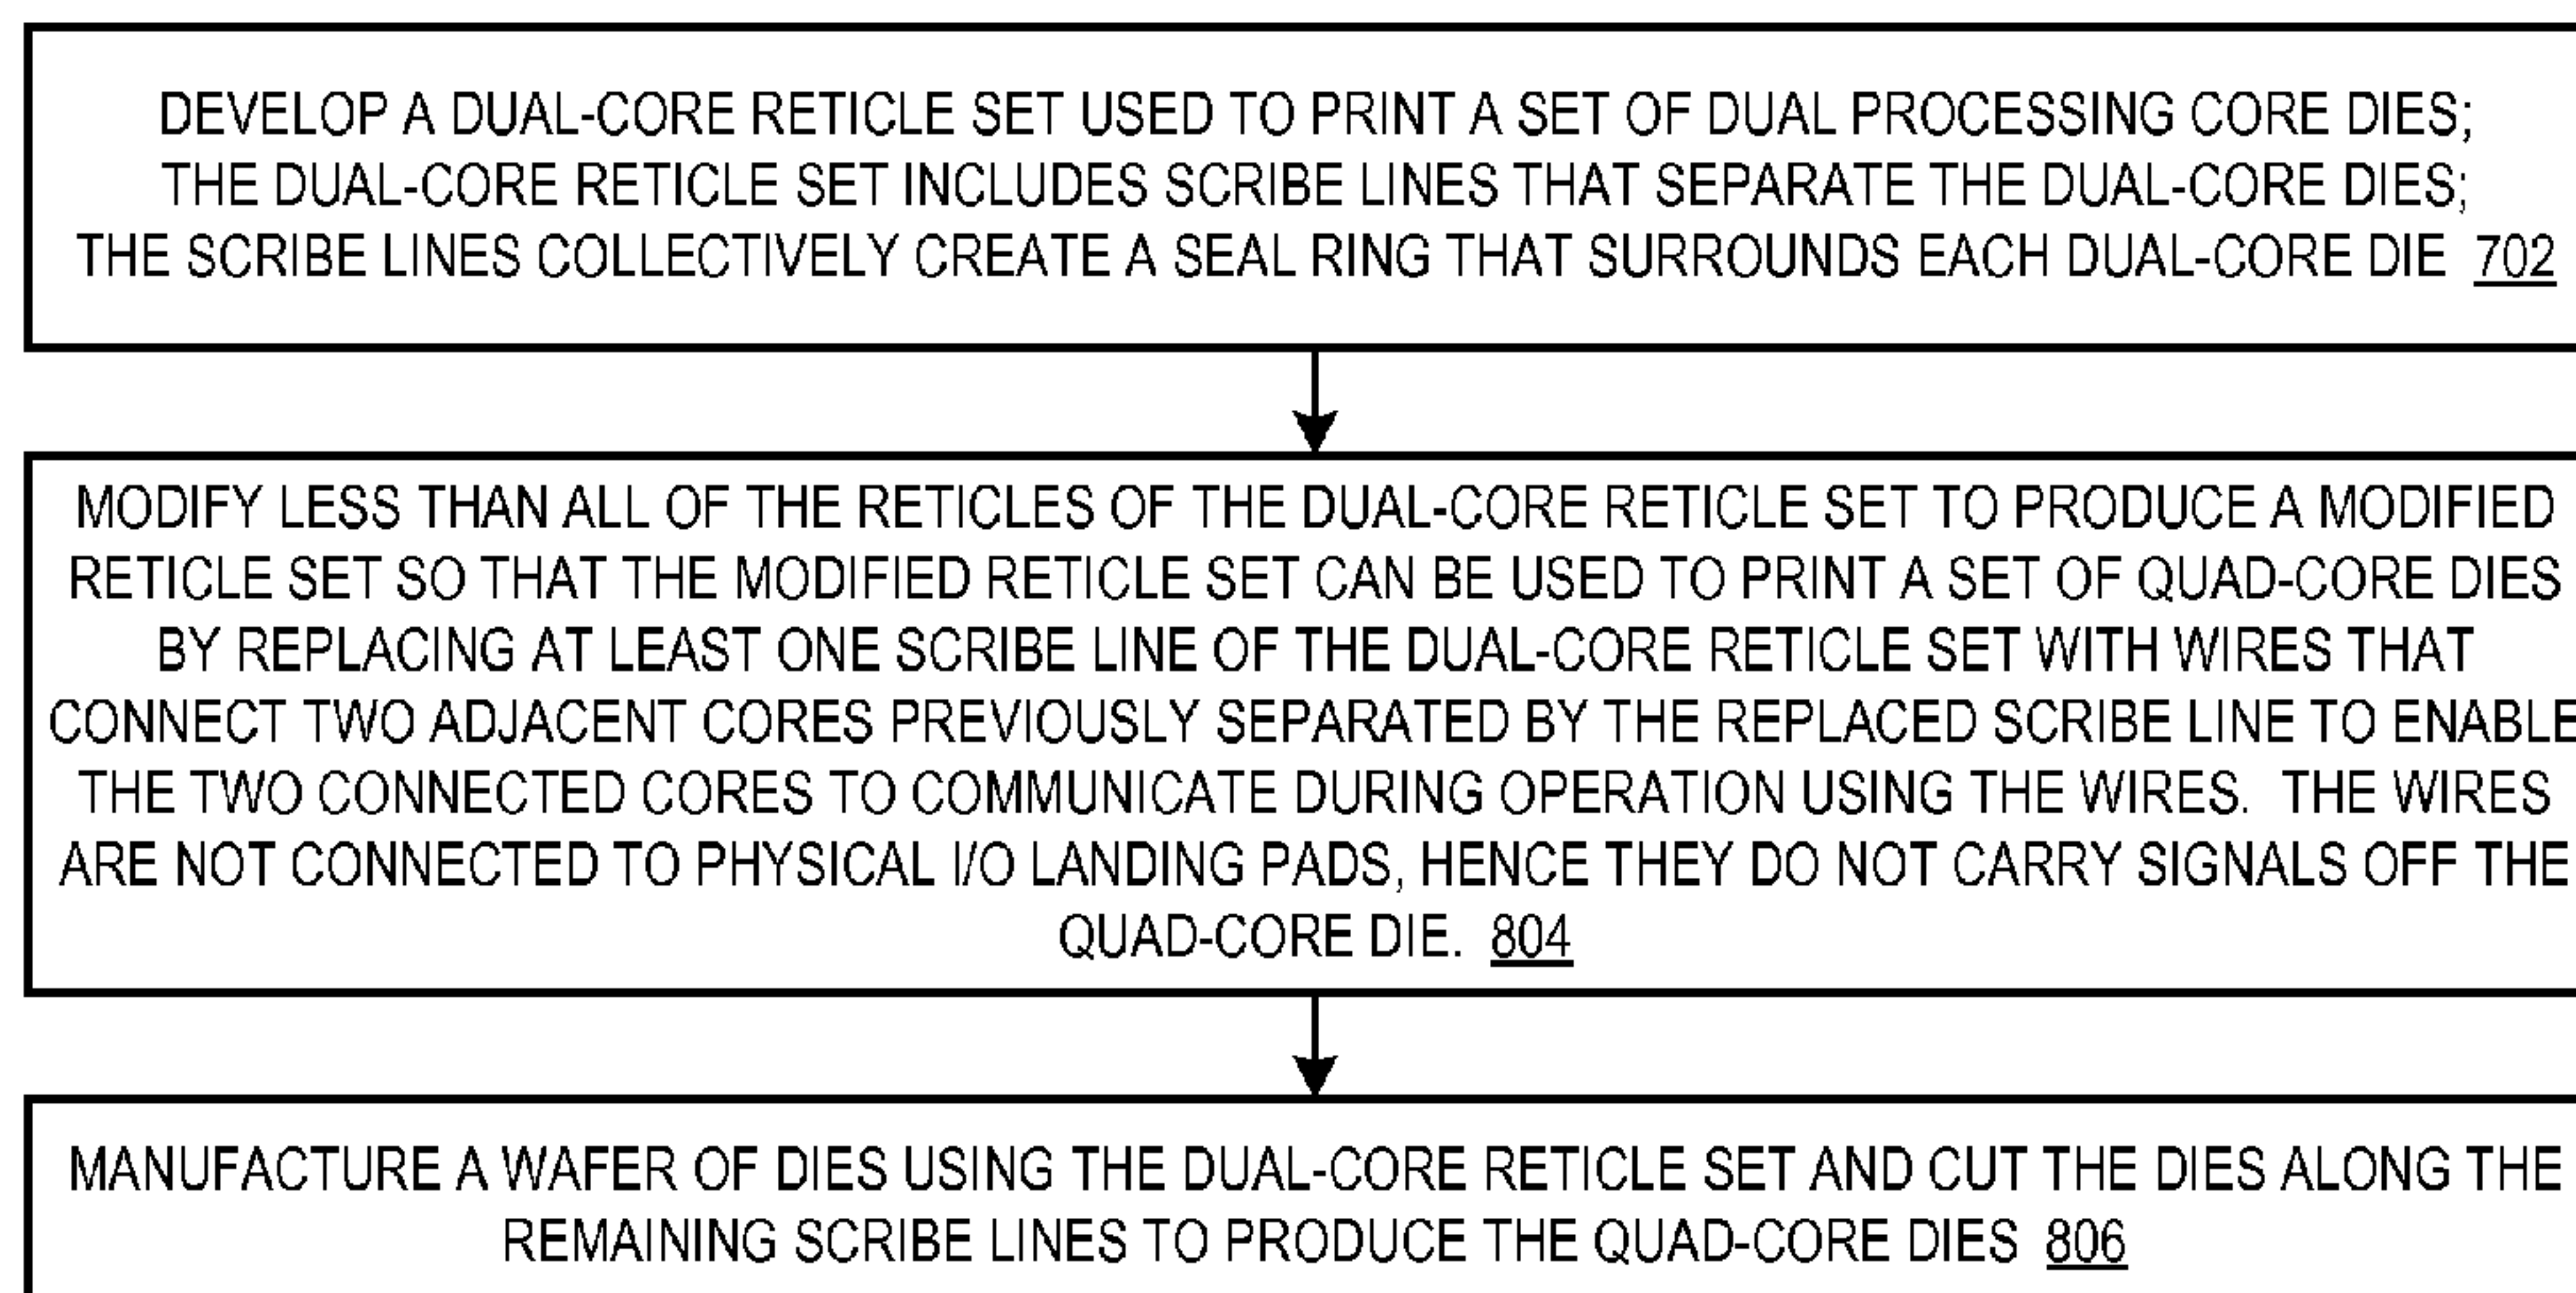 DEVELOP A DUAL-CORE RETICLE SET USED TO PRINT A SET OF DUAL PROCESSING CORE DIES;
THE DUAL-CORE RETICLE SET INCLUDES SCRIBE LINES THAT SEPARATE THE DUAL-CORE DIES;
THE SCRIBE LINES COLLECTIVELY CREATE A SEAL RING THAT SURROUNDS EACH DUAL-CORE DIE 702
MODIFY LESS THAN ALL OF THE RETICLES OF THE DUAL-CORE RETICLE SET TO PRODUCE A MODIFIED
RETICLE SET SO THAT THE MODIFIED RETICLE SET CAN BE USED TO PRINT A SET OF QUAD-CORE DIES
BY REPLACING AT LEAST ONE SCRIBE LINE OF THE DUAL-CORE RETICLE SET WITH WIRES THAT
CONNECT TWO ADJACENT CORES PREVIOUSLY SEPARATED BY THE REPLACED SCRIBE LINE TO ENABLE
THE TWO CONNECTED CORES TO COMMUNICATE DURING OPERATION USING THE WIRES. THE WIRES
ARE NOT CONNECTED TO PHYSICAL I/O LANDING PADS, HENCE THEY DO NOT CARRY SIGNALS OFF THE
QUAD-CORE DIE. 804
MANUFACTURE A WAFER OF DIES USING THE DUAL-CORE RETICLE SET AND CUT THE DIES ALONG THE
REMAINING SCRIBE LINES TO PRODUCE THE QUAD-CORE DIES 806